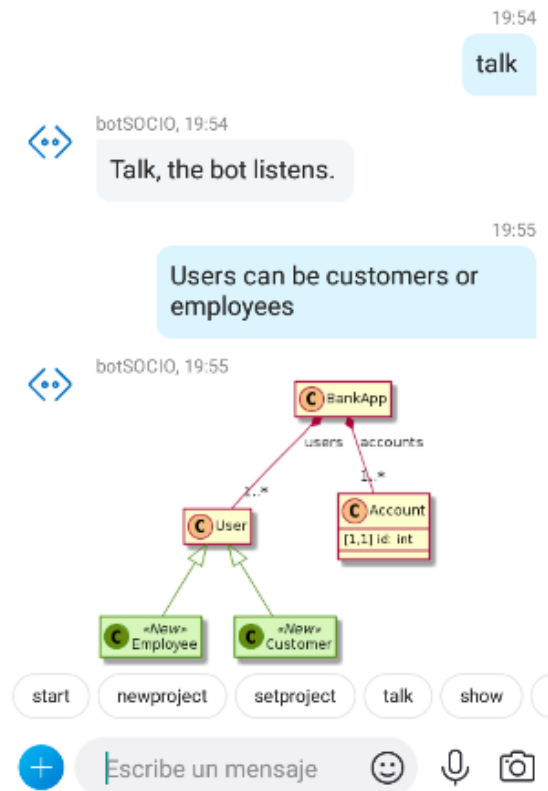 19:54
talk
botSOCIO, 19:54
Talk, the bot listens.
19:55
Users can be customers or
employees
botSOCIO, 19:55
C BankApp
users accounts
1..* 1..*
C User
C Account
[1,1] id: int
C «New» Employee
C «New» Customer
start newproject setproject talk show
Escribe un mensaje